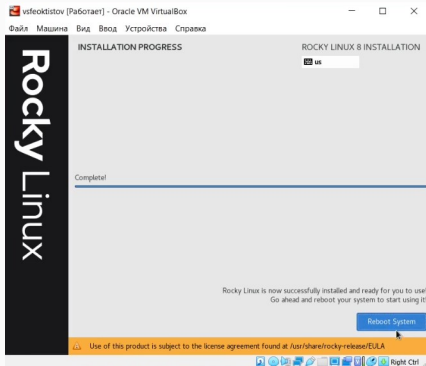 vsfeoktistov [Работает] - Oracle VM VirtualBox
Файл Машина Вид Ввод Устройства Справка
Rocky Linux
INSTALLATION PROGRESS
ROCKY LINUX 8 INSTALLATION
us
Complete!
Rocky Linux is now successfully installed and ready for you to use!
Go ahead and reboot your system to start using it!
Reboot System
Use of this product is subject to the license agreement found at /usr/share/rocky-release/EULA
Right Ctrl